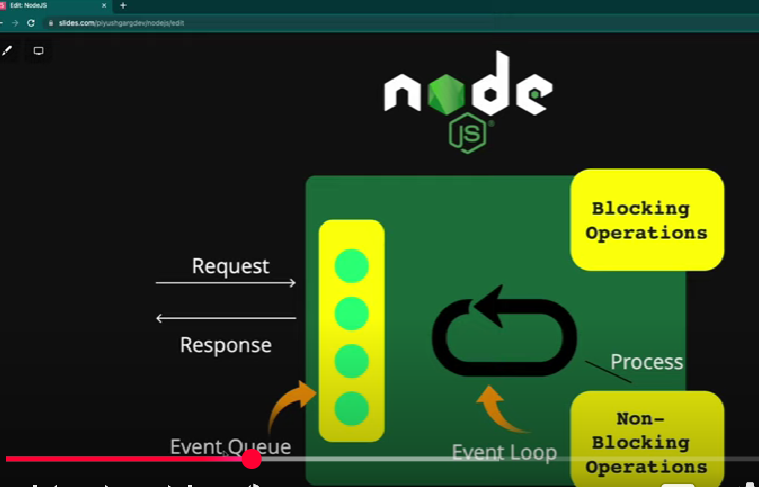 Edit: NodeJS
slides.com/piyushgargdev/nodejs/edit
node
JS
Blocking
Operations
Request
Response
Process
Event Queue
Event Loop
Non-
Blocking
Operations